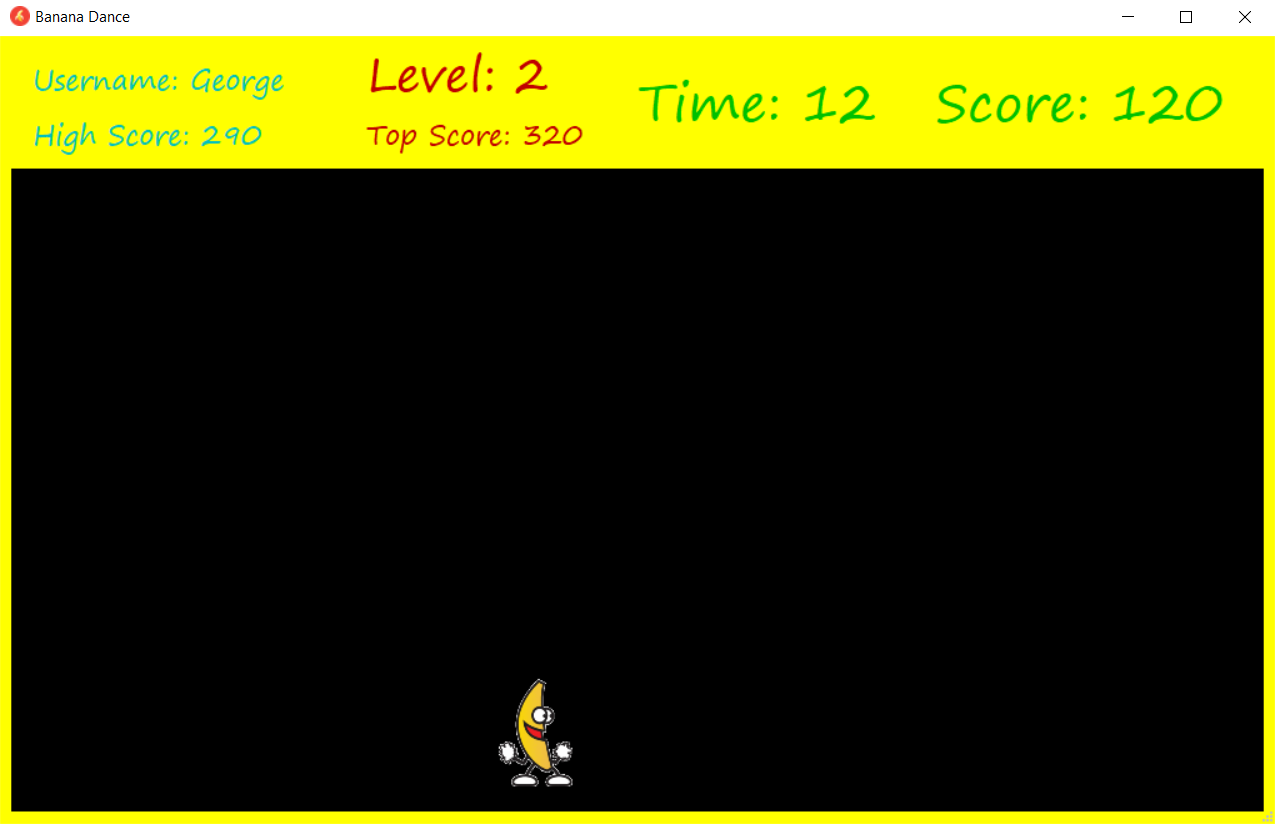 Banana Dance
Username: George
High Score: 290
Level: 2
Top Score: 320
Time: 12
Score: 120